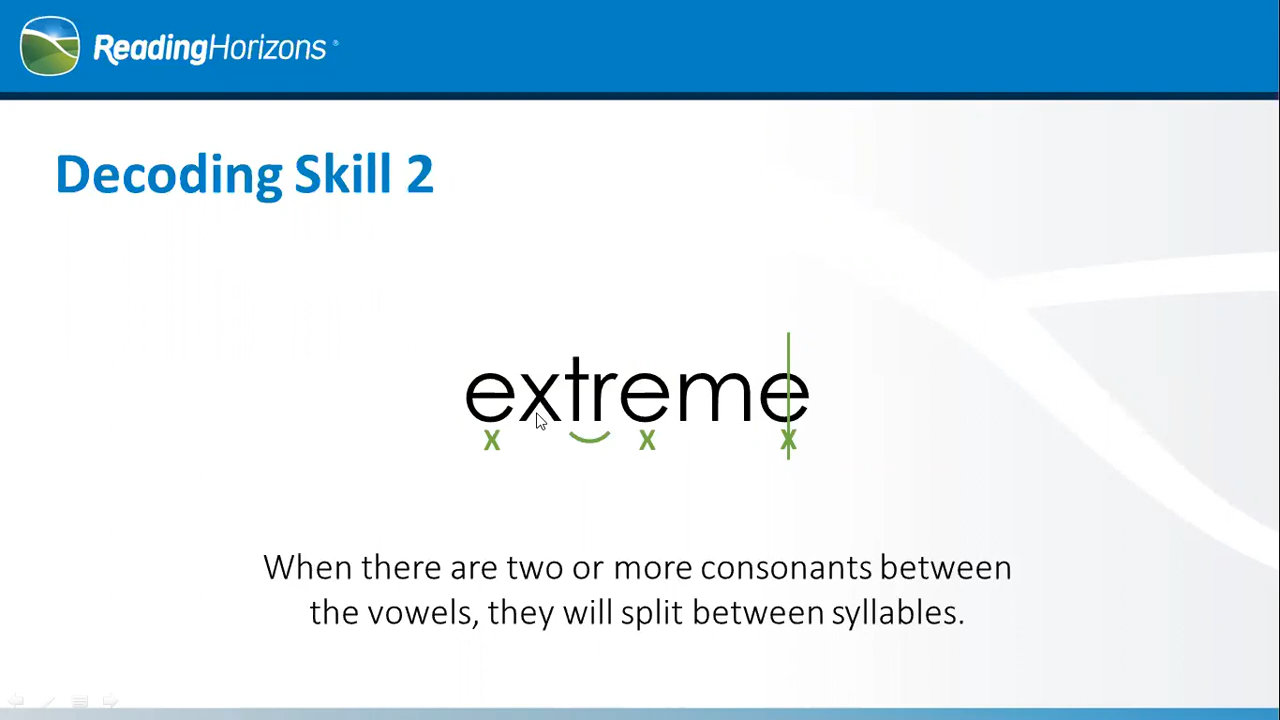 ReadingHorizons®
Decoding Skill 2
extreme
x x x
When there are two or more consonants between
the vowels, they will split between syllables.